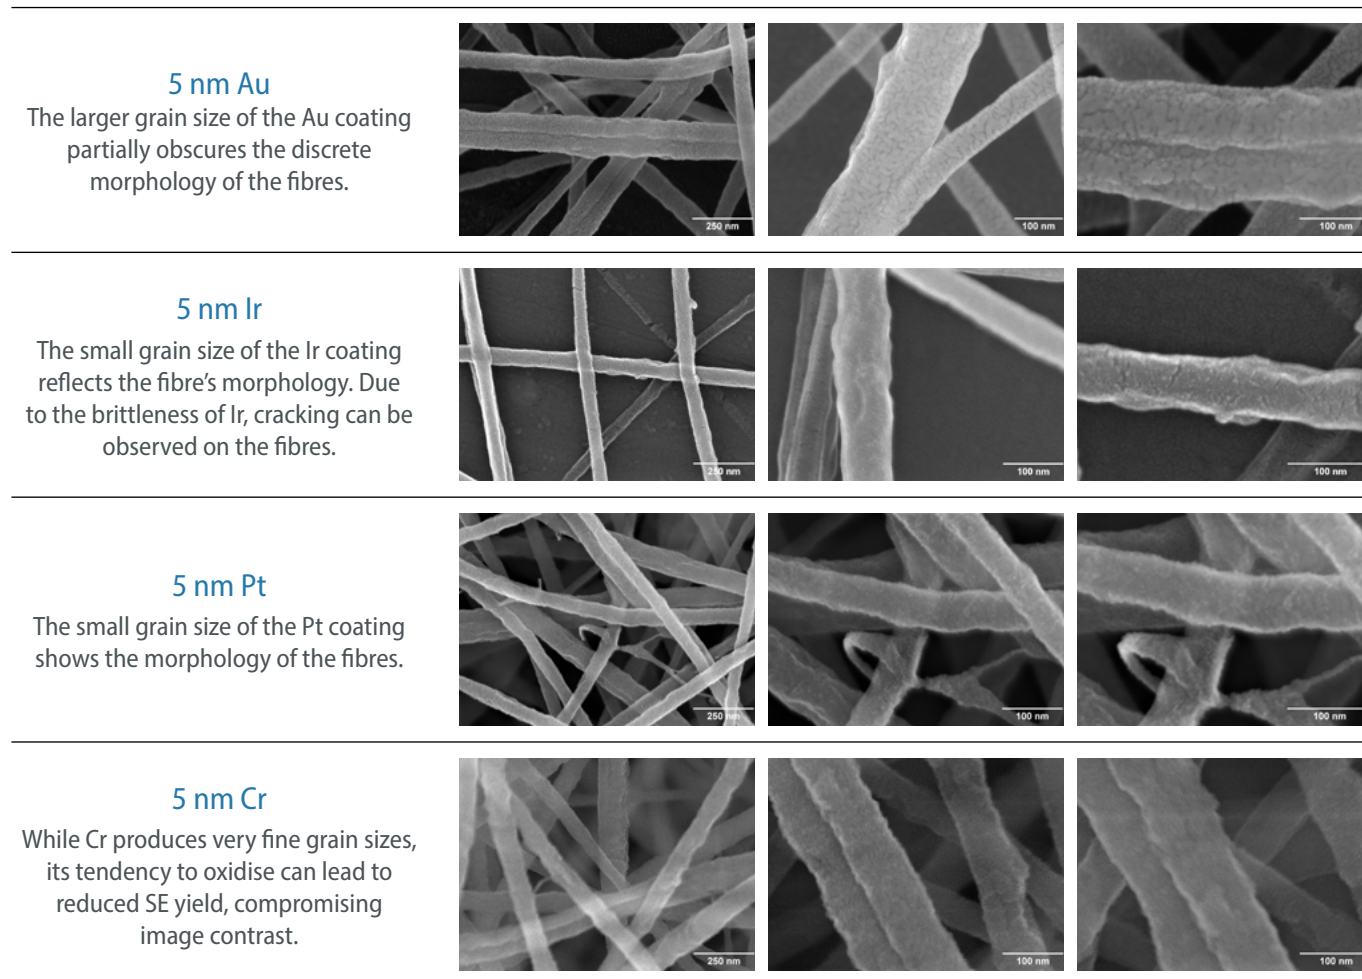 5 nm Au
The larger grain size of the Au coating
partially obscures the discrete
morphology of the fibres.
250 nm
100 nm
100 nm
5 nm Ir
The small grain size of the Ir coating
reflects the fibre's morphology. Due
to the brittleness of Ir, cracking can be
observed on the fibres.
250 nm
100 nm
100 nm
5 nm Pt
The small grain size of the Pt coating
shows the morphology of the fibres.
250 nm
100 nm
100 nm
5 nm Cr
While Cr produces very fine grain sizes,
its tendency to oxidise can lead to
reduced SE yield, compromising
image contrast.
250 nm
100 nm
100 nm